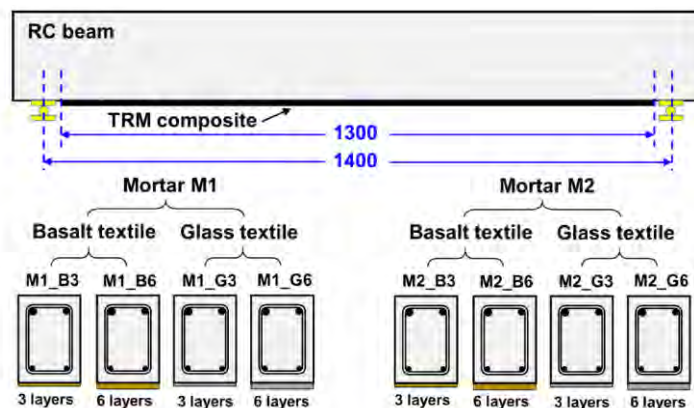 RC beam
TRM composite
1300
1400
Mortar M1 Mortar M2
Basalt textile Glass textile Basalt textile Glass textile
M1_B3 M1_B6 M1_G3 M1_G6 M2_B3 M2_B6 M2_G3 M2_G6
3 layers 6 layers 3 layers 6 layers 3 layers 6 layers 3 layers 6 layers